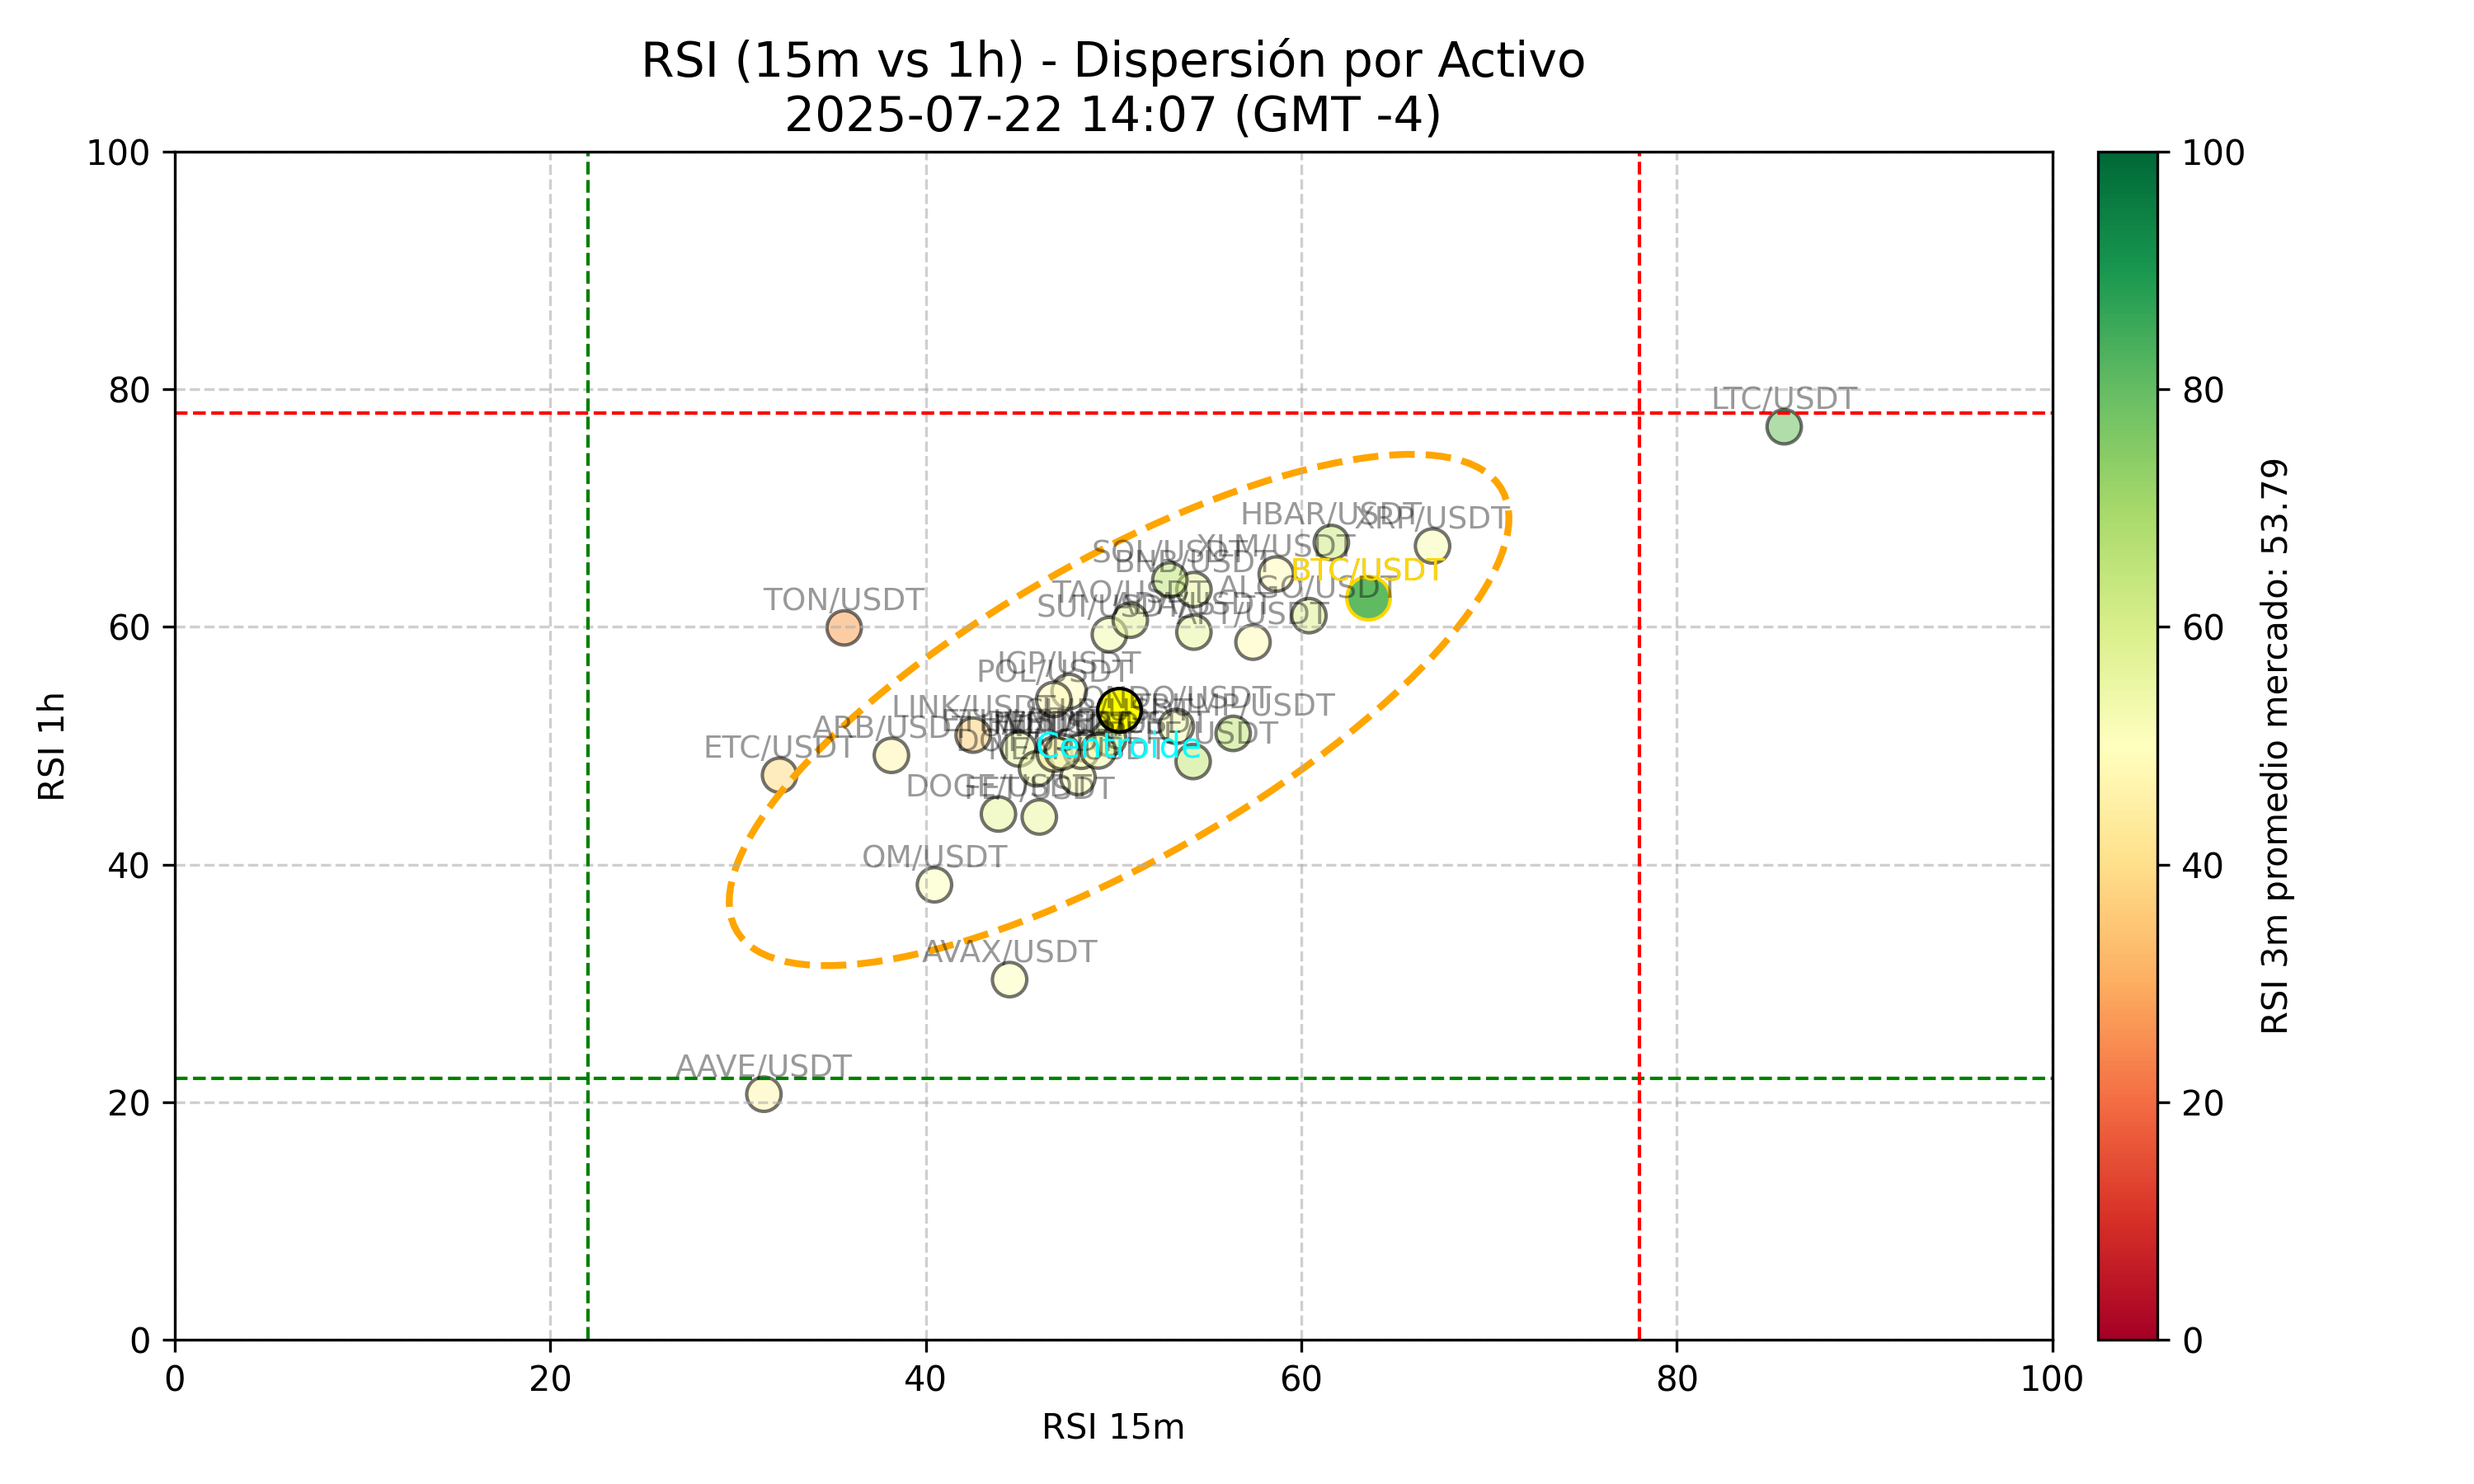 RSI (15m vs 1h) - Dispersión por Activo
2025-07-22 14:07 (GMT -4)
100
80
60
40
20
0
RSI 1h
LTC/USDT
HBAR/USDT
XRP/USDT
SOL/USDT
XLM/USDT
BNB/USDT
BTC/USDT
TAO/USDT
ALGO/USDT
SUI/USDT
ADA/USDT
APT/USDT
TON/USDT
ICP/USDT
POL/USDT
LINK/USDT
ARB/USDT
ETC/USDT
Centroide
DOGE/USDT
FET/USDT
OM/USDT
AVAX/USDT
AAVE/USDT
0
20
40
60
80
100
RSI 15m
100
80
60
40
20
0
RSI 3m promedio mercado: 53.79